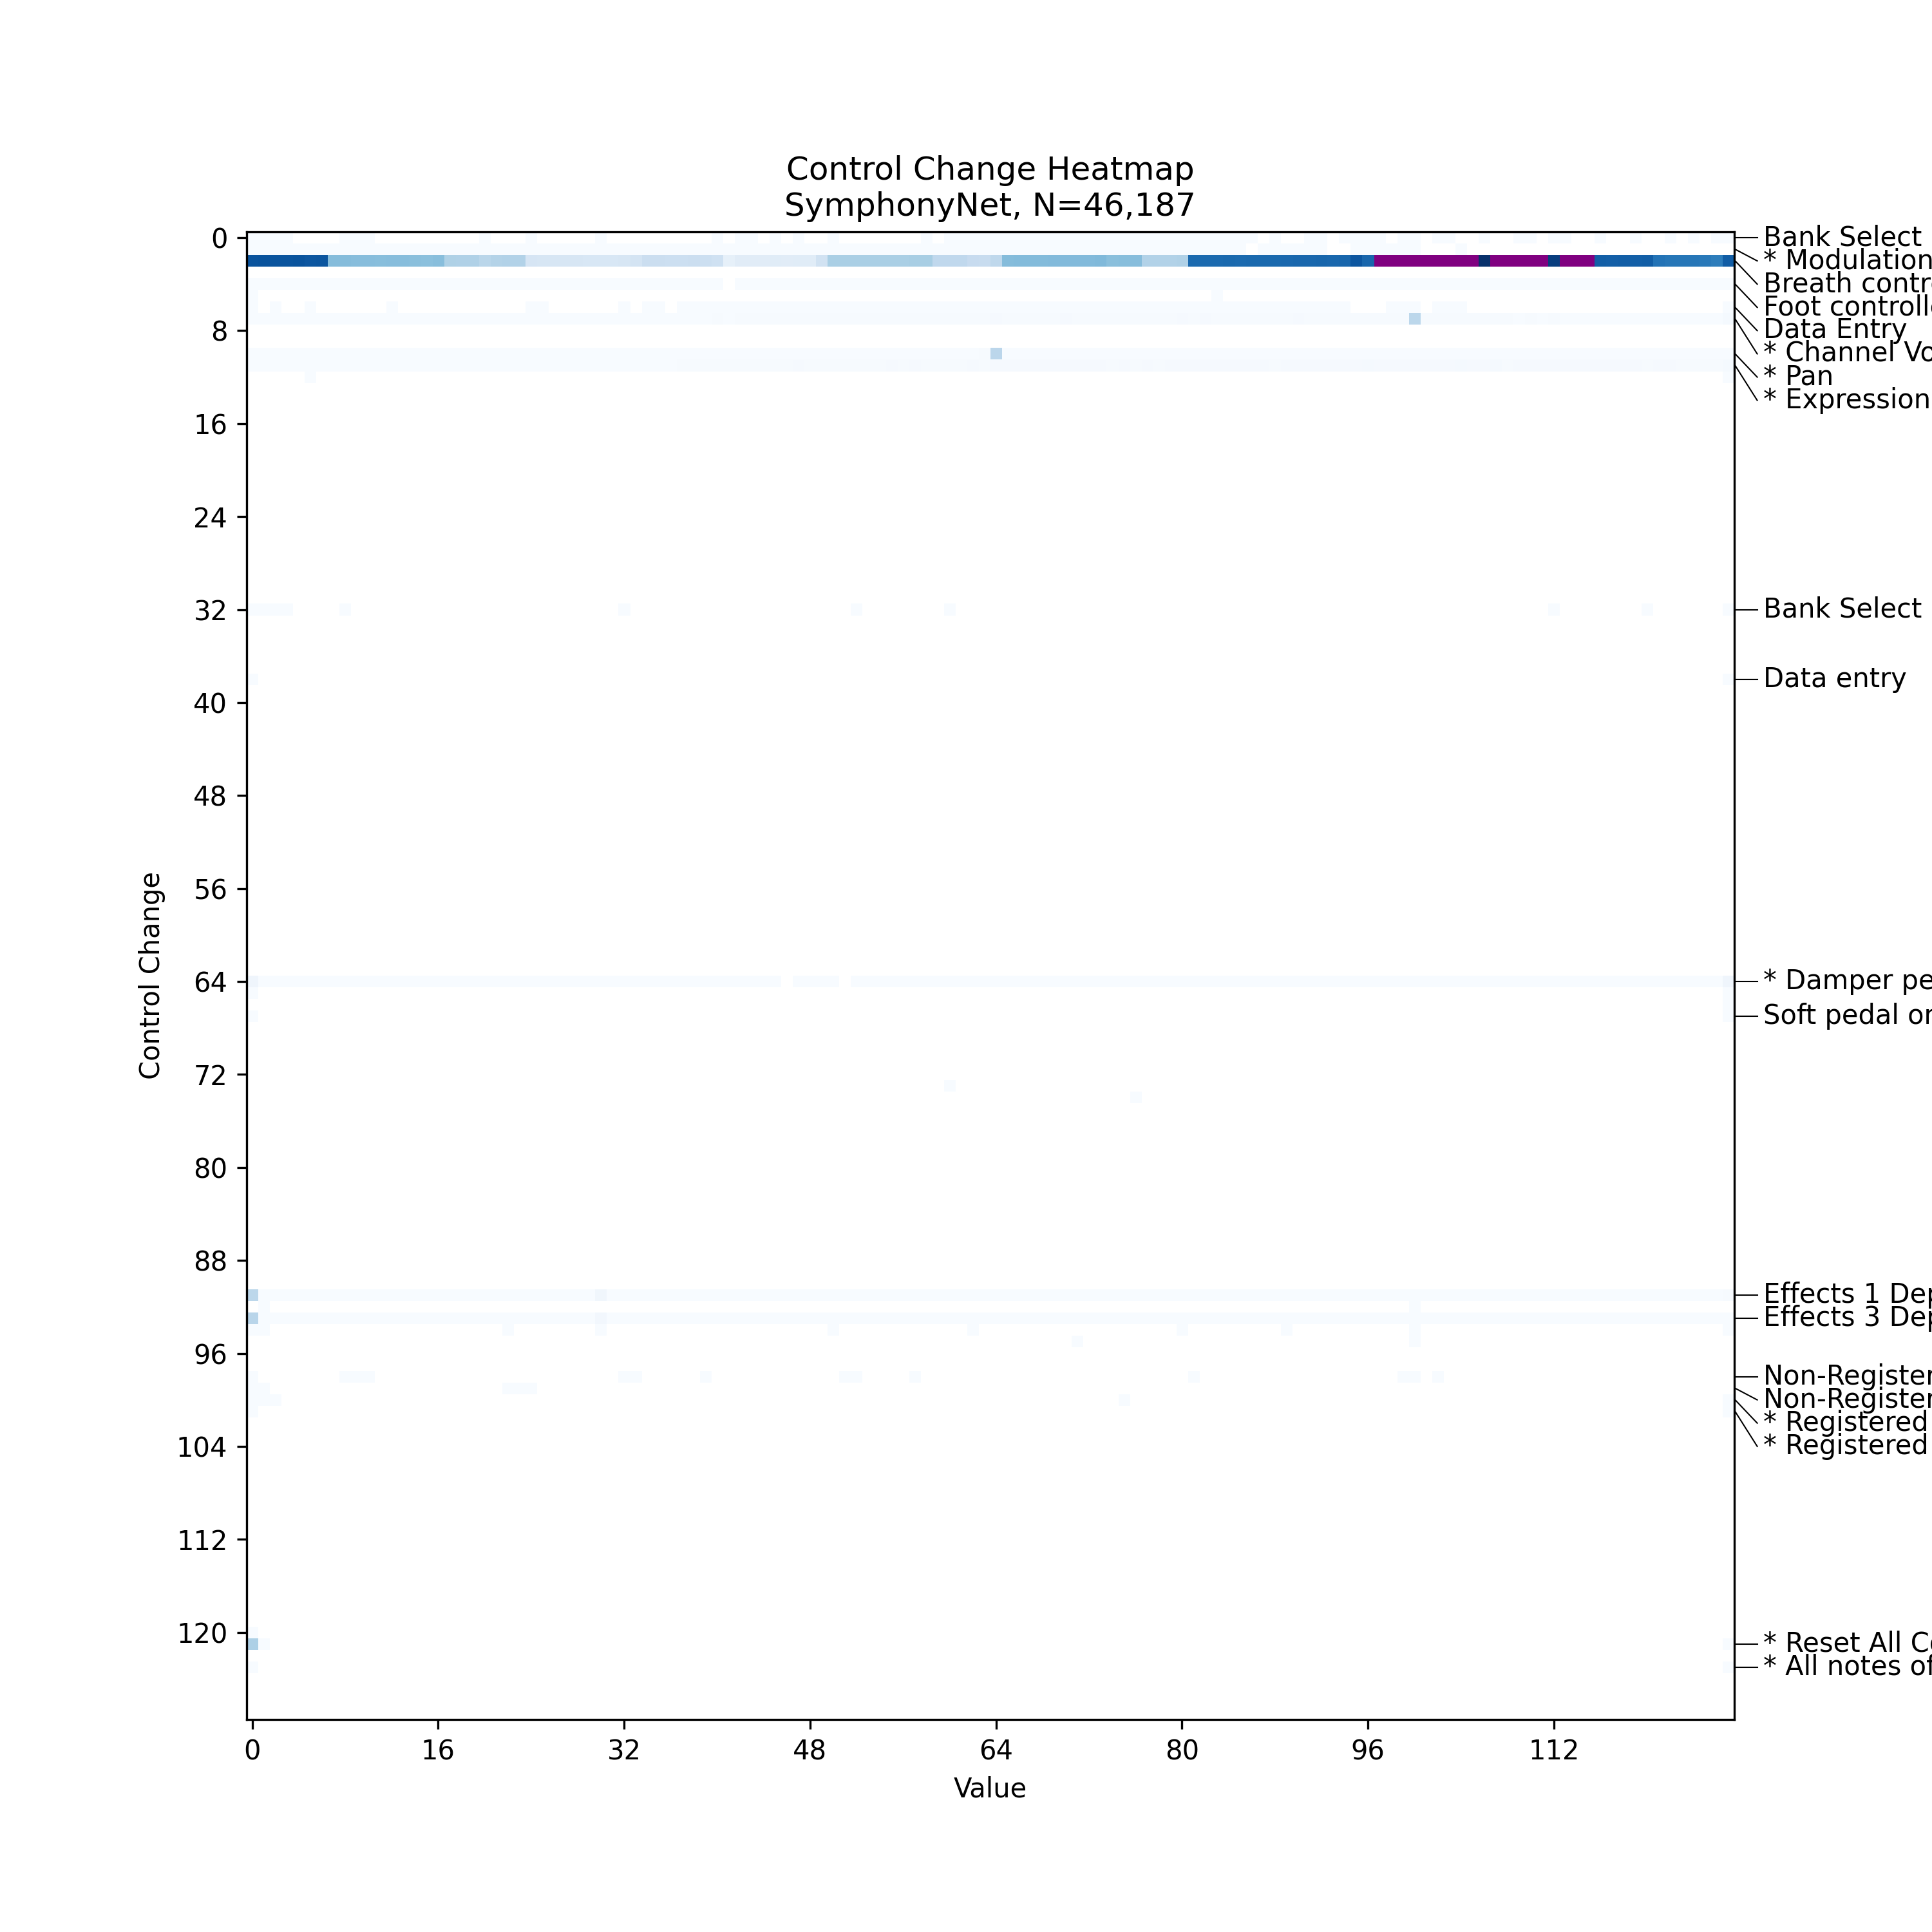 Control Change Heatmap
SymphonyNet, N=46,187
0
8
16
24
32
40
48
56
64
72
80
88
96
104
112
120
Control Change
0
16
32
48
64
80
96
112
Value
Bank Select
* Modulation
Breath contr
Foot controll
Data Entry
* Channel Vo
* Pan
* Expression
Bank Select
Data entry
* Damper pe
Soft pedal or
Effects 1 Dep
Effects 3 Dep
Non-Register
Non-Register
* Registered
* Registered
* Reset All Co
* All notes of